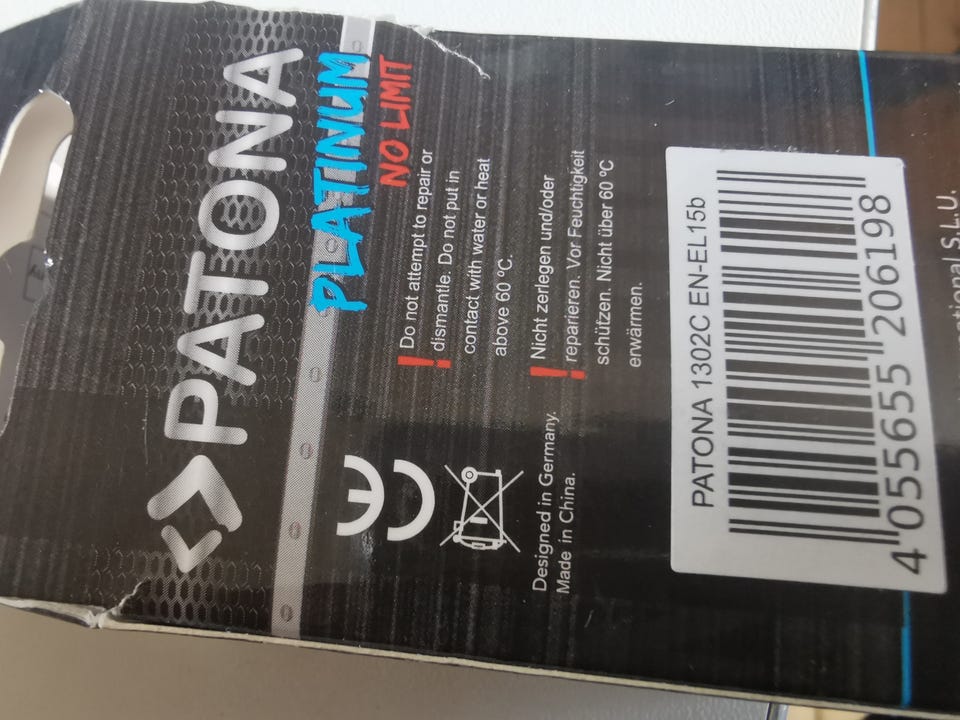 PATONA
PLATINUM
NO LIMIT
! Do not attempt to repair or
dismantle. Do not put in
contact with water or heat
above 60 °C.
! Nicht zerlegen und/oder
reparieren. Vor Feuchtigkeit
schützen. Nicht über 60 °C
erwärmen.
CE
Designed in Germany.
Made in China.
PATONA 1302C EN-EL15b
4 055655 206198
S.L.U.